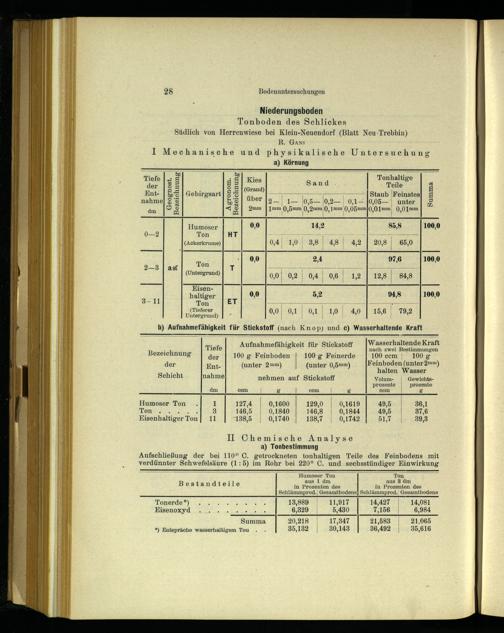 28 Bodenuntersuchungen
Niederungsboden
Tonboden des Schlickes
Südlich von Herrenwiese bei Klein-Neuendorf (Blatt Neu-Trebbin)
R. Gans
I Mechanische und physikalische Untersuchung
a) Körnung
Tiefe der Entnahme dm | Geognost. Bezeichnung | Gebirgsart | Agronom. Bezeichnung | Kies (Grand) über 2mm | Sand | Tonhaltige Teile | Summa
2—1mm | 1—0,5mm | 0,5—0,2mm | 0,2—0,1mm | 0,1—0,05mm | Staub 0,05—0,01mm | Feinstes unter 0,01mm
0—2 | Humoser Ton (Ackerkrume) | HT | 0,0 | 14,2 | 85,8 | 100,0
0,4 | 1,0 | 3,8 | 4,8 | 4,2 | 20,8 | 65,0
2—3 | asf | Ton (Untergrund) | T | 0,0 | 2,4 | 97,6 | 100,0
0,0 | 0,2 | 0,4 | 0,6 | 1,2 | 12,8 | 84,8
3—11 | Eisenhaltiger Ton (Tieferer Untergrund) | ET | 0,0 | 5,2 | 94,8 | 100,0
0,0 | 0,1 | 0,1 | 1,0 | 4,0 | 15,6 | 79,2
b) Aufnahmefähigkeit für Stickstoff (nach Knop) und c) Wasserhaltende Kraft
Bezeichnung der Schicht | Tiefe der Entnahme dm | Aufnahmefähigkeit für Stickstoff | Wasserhaltende Kraft nach zwei Bestimmungen
100 g Feinboden (unter 2mm) | 100 g Feinerde (unter 0,5mm) | 100 ccm | 100 g Feinboden (unter 2mm)
nehmen auf Stickstoff | halten Wasser
ccm | g | ccm | g | Volumprozente ccm | Gewichtsprozente g
Humoser Ton . | 1 | 127,4 | 0,1600 | 129,0 | 0,1619 | 49,5 | 36,1
Ton . . . . . | 3 | 146,5 | 0,1840 | 146,8 | 0,1844 | 49,5 | 37,6
Eisenhaltiger Ton | 11 | 138,5 | 0,1740 | 138,7 | 0,1742 | 51,7 | 39,3
II Chemische Analyse
a) Tonbestimmung
Aufschließung der bei 110° C. getrockneten tonhaltigen Teile des Feinbodens mit
verdünnter Schwefelsäure (1:5) im Rohr bei 220° C. und sechsstündiger Einwirkung
Bestandteile | Humoser Ton aus 1 dm in Prozenten des | Ton aus 3 dm in Prozenten des
Schlämmprod. | Gesamtbodens | Schlämmprod. | Gesamtbodens
Tonerde*) . . . . . . . . | 13,889 | 11,917 | 14,427 | 14,081
Eisenoxyd . . . . . . . | 6,329 | 5,430 | 7,156 | 6,984
Summa | 20,218 | 17,347 | 21,583 | 21,065
*) Entspräche wasserhaltigem Ton . . | 35,132 | 30,143 | 36,492 | 35,616